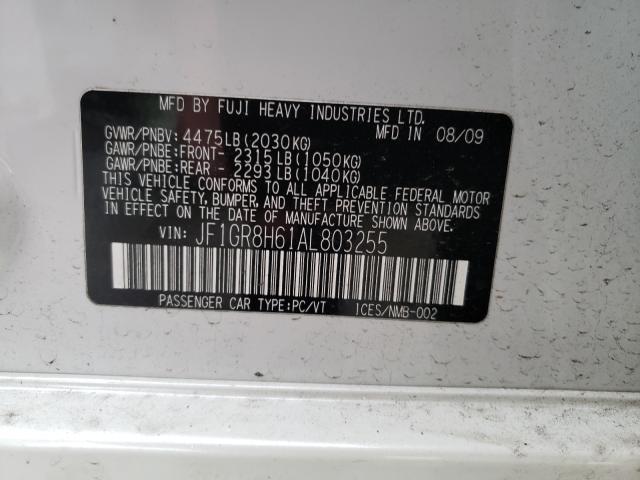 MFD BY FUJI HEAVY INDUSTRIES LTD.
MFD IN 08/09
GVWR/PNBV: 4475LB(2030KG)
GAWR/PNBE:FRONT- 2315LB(1050KG)
GAWR/PNBE:REAR - 2293LB(1040KG)
THIS VEHICLE CONFORMS TO ALL APPLICABLE FEDERAL MOTOR
VEHICLE SAFETY, BUMPER, AND THEFT PREVENTION STANDARDS
IN EFFECT ON THE DATE OF MANUFACTURE SHOWN ABOVE.
VIN: JF1GR8H61AL803255
PASSENGER CAR TYPE:PC/VT ICES/NMB-002